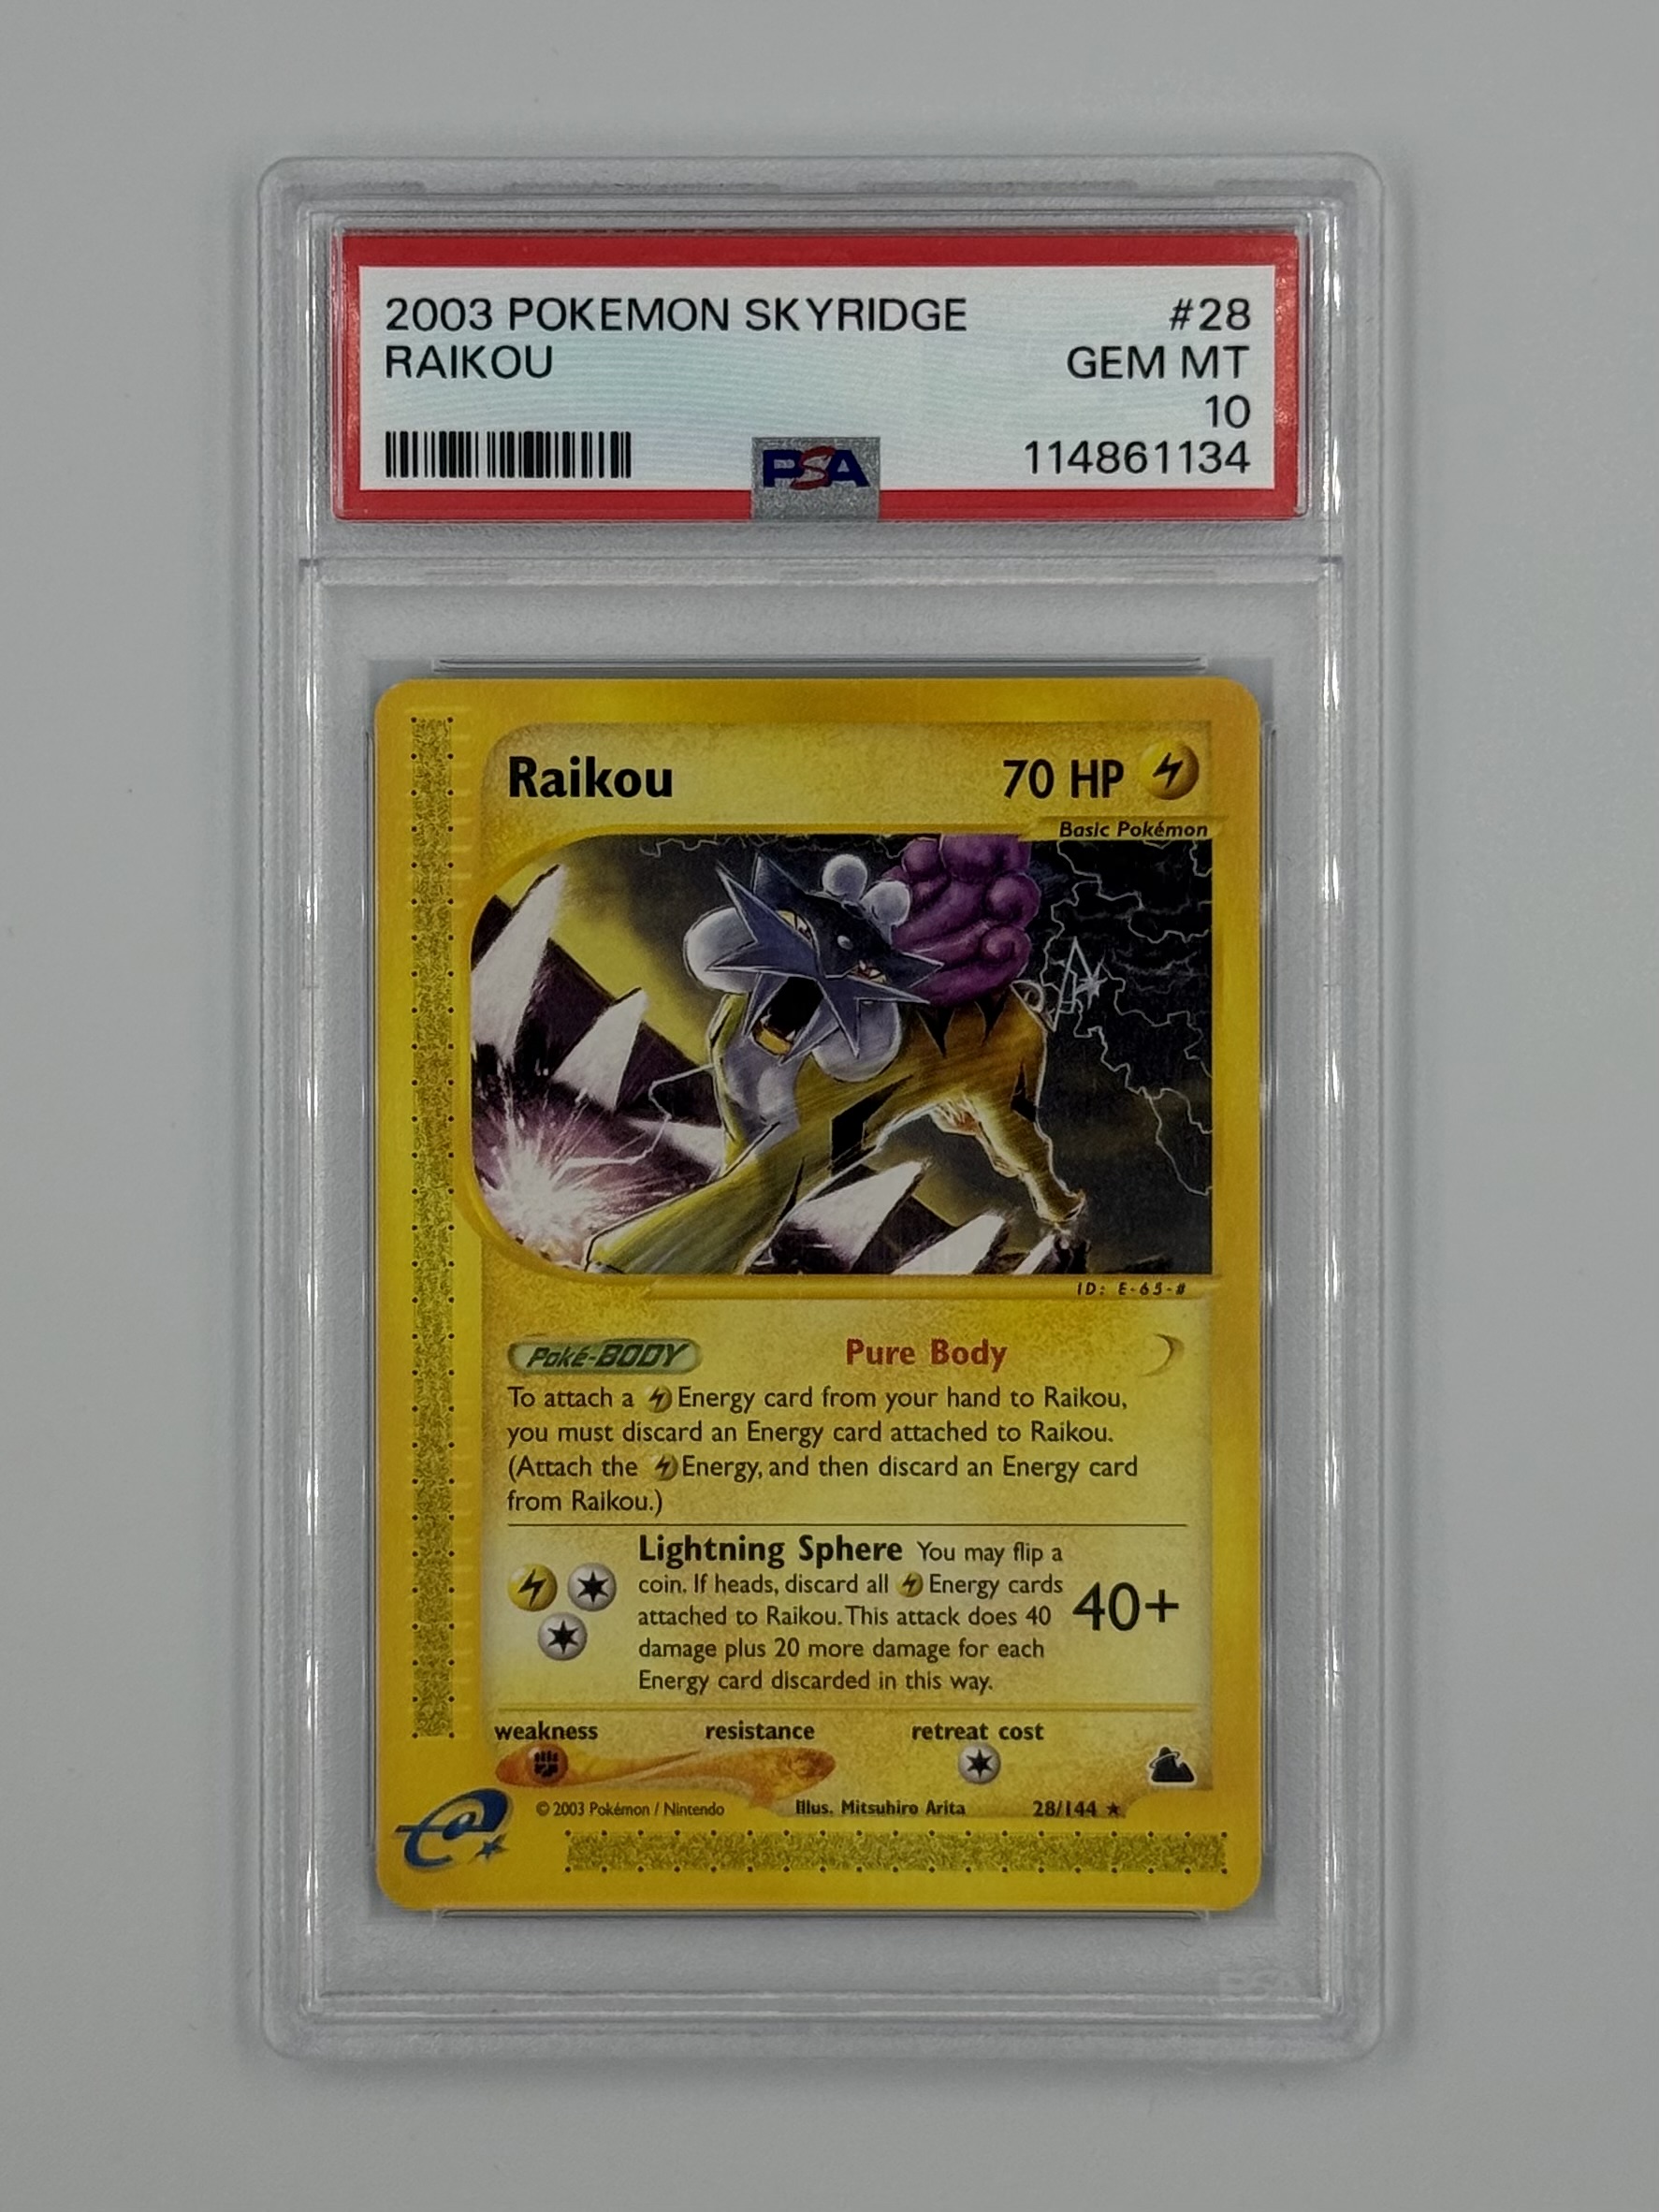 2003 POKEMON SKYRIDGE #28
RAIKOU GEM MT
10
PSA 114861134
Raikou 70 HP
Basic Pokémon
ID: E-65-#
Poké-BODY Pure Body
To attach a Energy card from your hand to Raikou,
you must discard an Energy card attached to Raikou.
(Attach the Energy, and then discard an Energy card
from Raikou.)
Lightning Sphere You may flip a
coin. If heads, discard all Energy cards
attached to Raikou. This attack does 40
damage plus 20 more damage for each
Energy card discarded in this way.
40+
weakness resistance retreat cost
© 2003 Pokémon / Nintendo Illus. Mitsuhiro Arita 28/144 ★
e
PSA